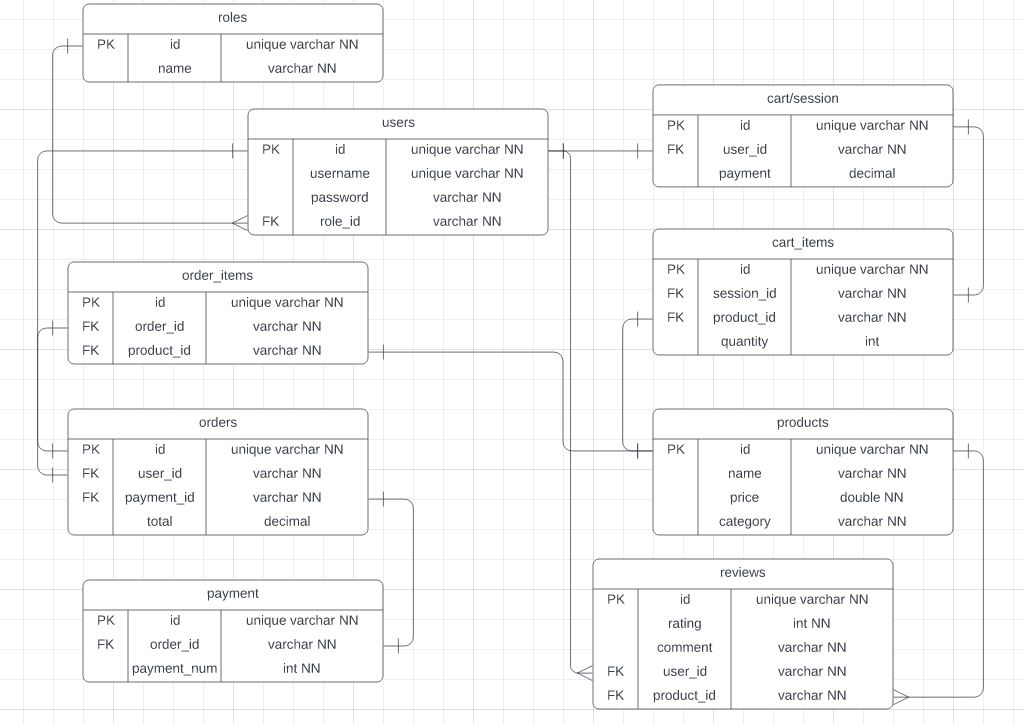 roles
PK id unique varchar NN
name varchar NN
users
PK id unique varchar NN
username unique varchar NN
password varchar NN
FK role_id varchar NN
cart/session
PK id unique varchar NN
FK user_id varchar NN
payment decimal
cart_items
PK id unique varchar NN
FK session_id varchar NN
FK product_id varchar NN
quantity int
order_items
PK id unique varchar NN
FK order_id varchar NN
FK product_id varchar NN
orders
PK id unique varchar NN
FK user_id varchar NN
FK payment_id varchar NN
total decimal
products
PK id unique varchar NN
name varchar NN
price double NN
category varchar NN
payment
PK id unique varchar NN
FK order_id varchar NN
payment_num int NN
reviews
PK id unique varchar NN
rating int NN
comment varchar NN
FK user_id varchar NN
FK product_id varchar NN